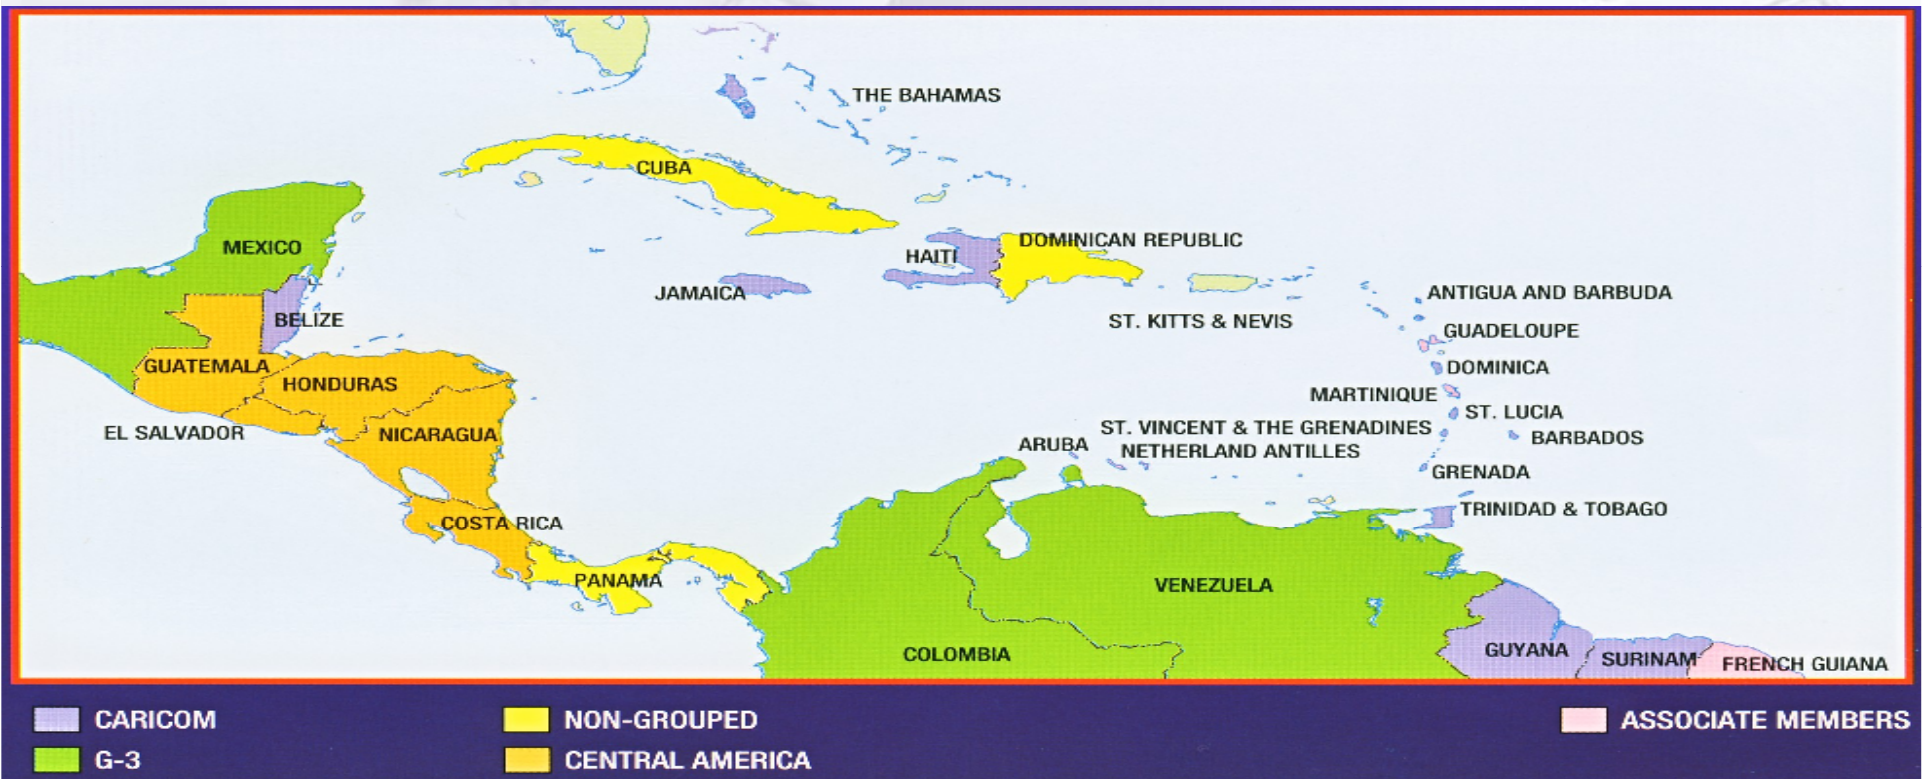 THE BAHAMAS
CUBA
MEXICO
HAITI
DOMINICAN REPUBLIC
JAMAICA
BELIZE
ST. KITTS & NEVIS
ANTIGUA AND BARBUDA
GUADELOUPE
GUATEMALA
HONDURAS
DOMINICA
MARTINIQUE
ST. LUCIA
EL SALVADOR
NICARAGUA
ST. VINCENT & THE GRENADINES
BARBADOS
ARUBA
NETHERLAND ANTILLES
GRENADA
COSTA RICA
TRINIDAD & TOBAGO
PANAMA
VENEZUELA
COLOMBIA
GUYANA
SURINAM
FRENCH GUIANA
CARICOM
NON-GROUPED
ASSOCIATE MEMBERS
G-3
CENTRAL AMERICA